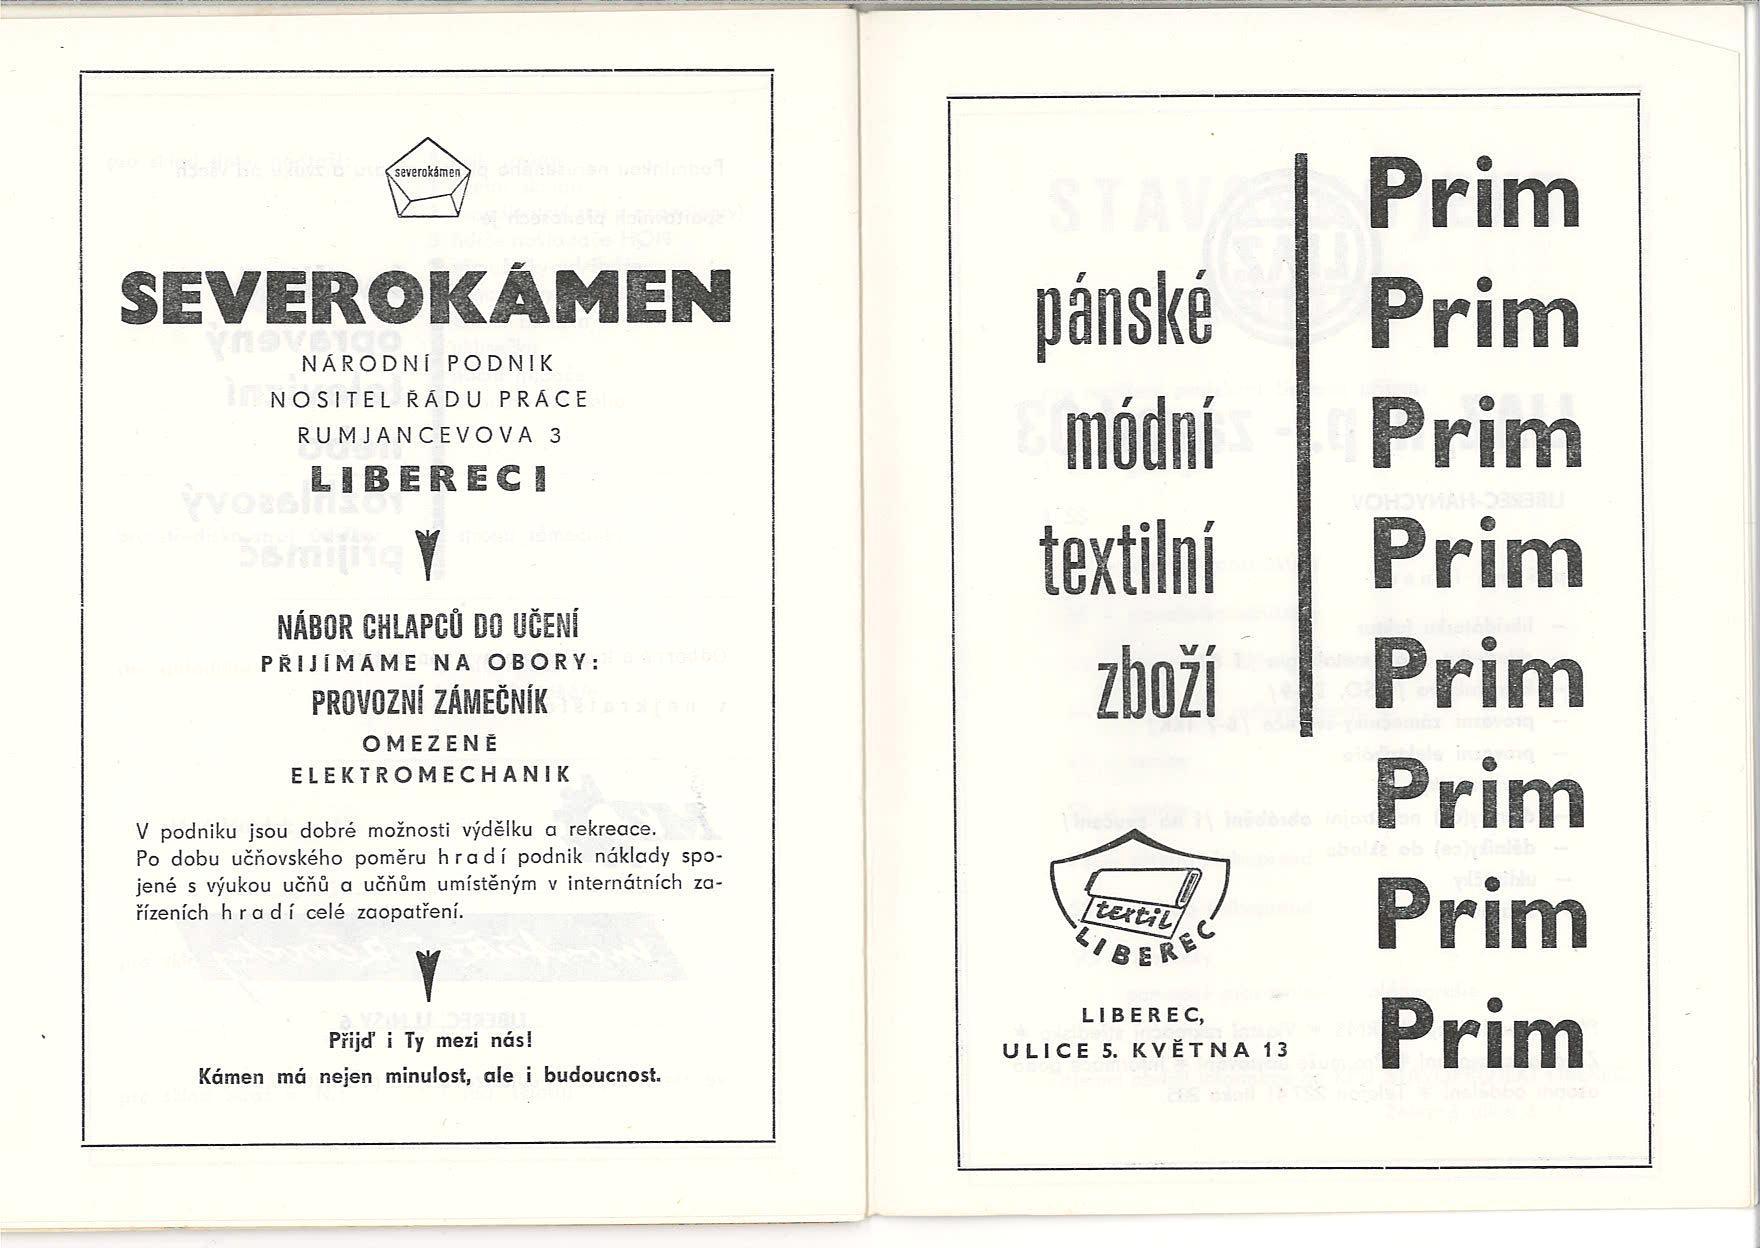 severokámen
SEVEROKÁMEN
NÁRODNÍ PODNIK
NOSITEL ŘÁDU PRÁCE
RUMJANCEVOVA 3
LIBEREC I
NÁBOR CHLAPCŮ DO UČENÍ
PŘIJÍMÁME NA OBORY:
PROVOZNÍ ZÁMEČNÍK
OMEZENĚ
ELEKTROMECHANIK
V podniku jsou dobré možnosti výdělku a rekreace.
Po dobu učňovského poměru hradí podnik náklady spo-
jené s výukou učňů a učňům umístěným v internátních za-
řízeních hradí celé zaopatření.
Přijď i Ty mezi nás!
Kámen má nejen minulost, ale i budoucnost.
pánské
módní
textilní
zboží
Prim
Prim
Prim
Prim
Prim
Prim
Prim
Prim
textil
LIBEREC
LIBEREC,
ULICE 5. KVĚTNA 13